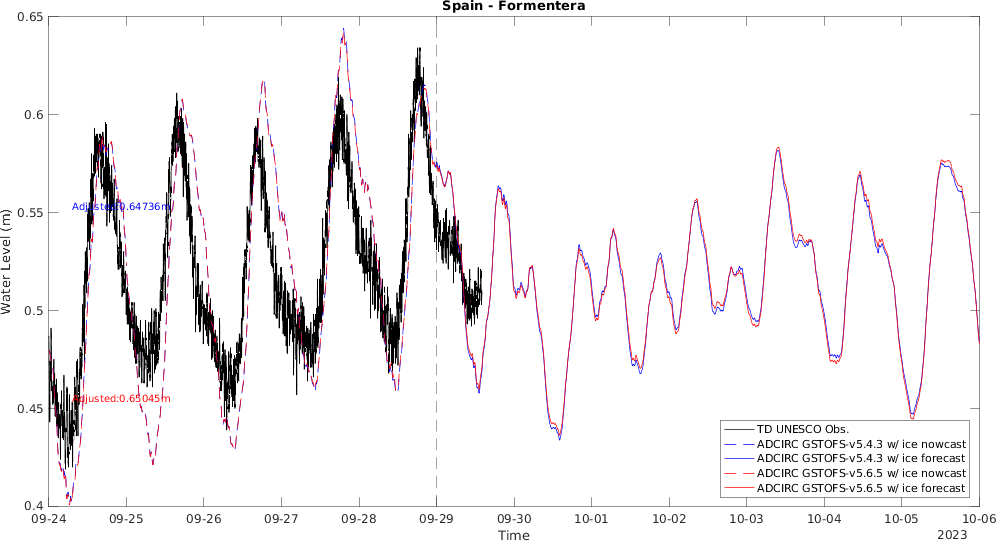 Spain - Formentera
0.65
0.6
0.55
0.5
0.45
0.4
Water Level (m)
Adjusted:0.64736m
Adjusted:0.65045m
TD UNESCO Obs.
ADCIRC GSTOFS-v5.4.3 w/ ice nowcast
ADCIRC GSTOFS-v5.4.3 w/ ice forecast
ADCIRC GSTOFS-v5.6.5 w/ ice nowcast
ADCIRC GSTOFS-v5.6.5 w/ ice forecast
09-24 09-25 09-26 09-27 09-28 09-29 09-30 10-01 10-02 10-03 10-04 10-05 10-06
Time
2023